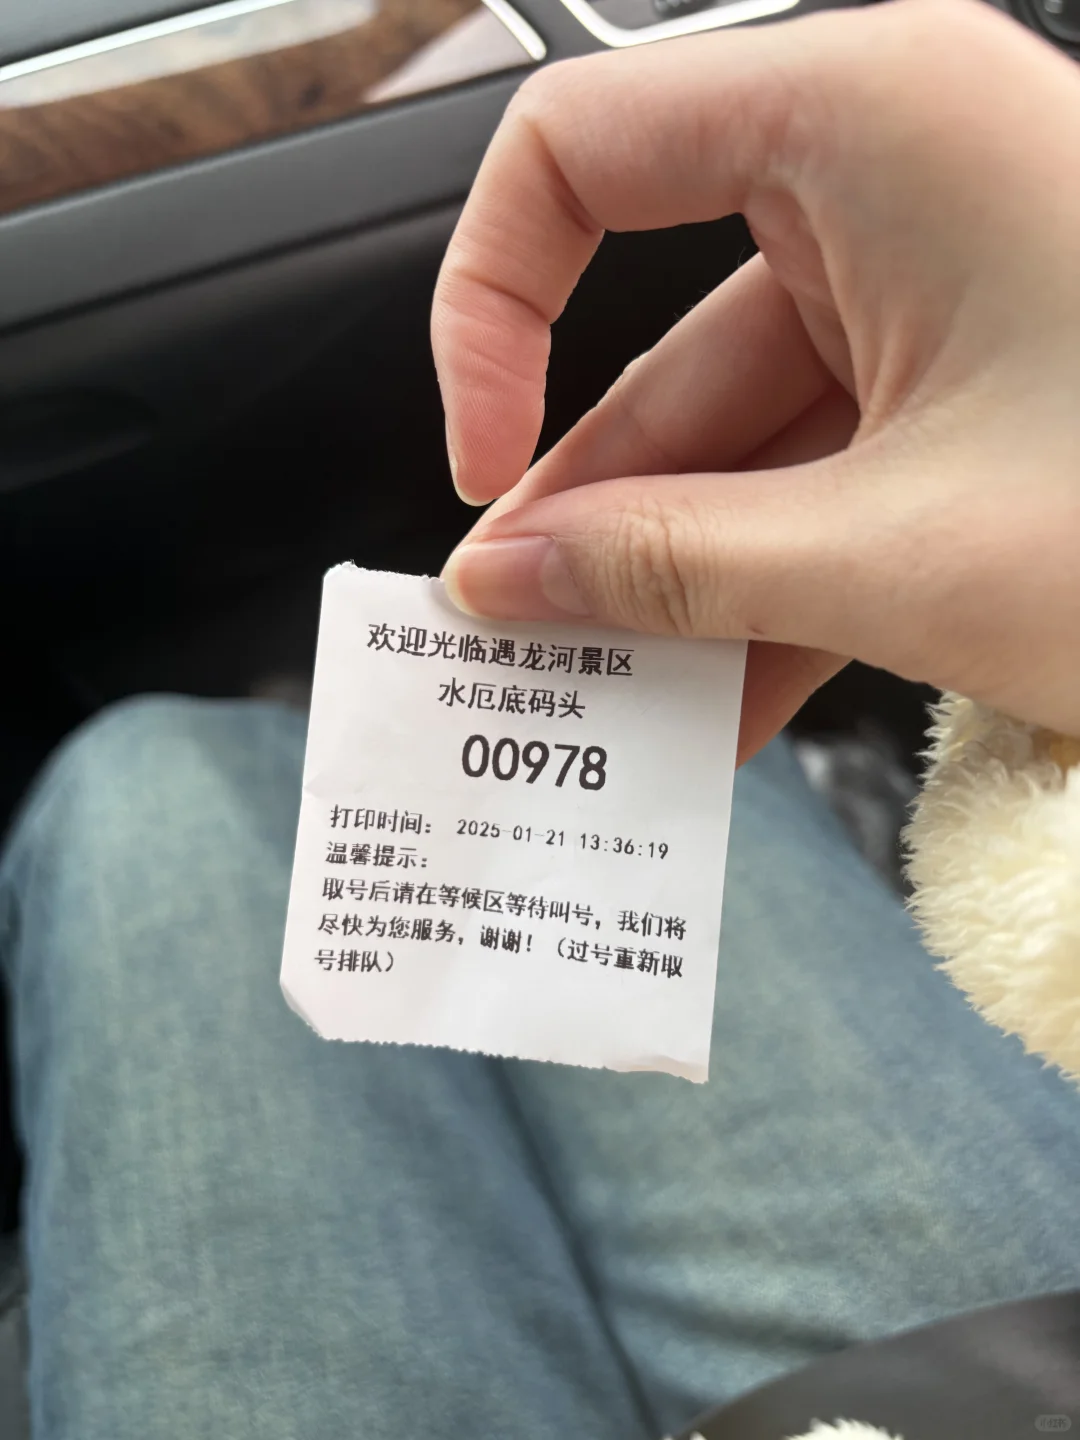 欢迎光临遇龙河景区
水厄底码头
00978
打印时间： 2025-01-21 13:36:19
温馨提示：
取号后请在等候区等待叫号，我们将
尽快为您服务，谢谢！（过号重新取
号排队）
小红书